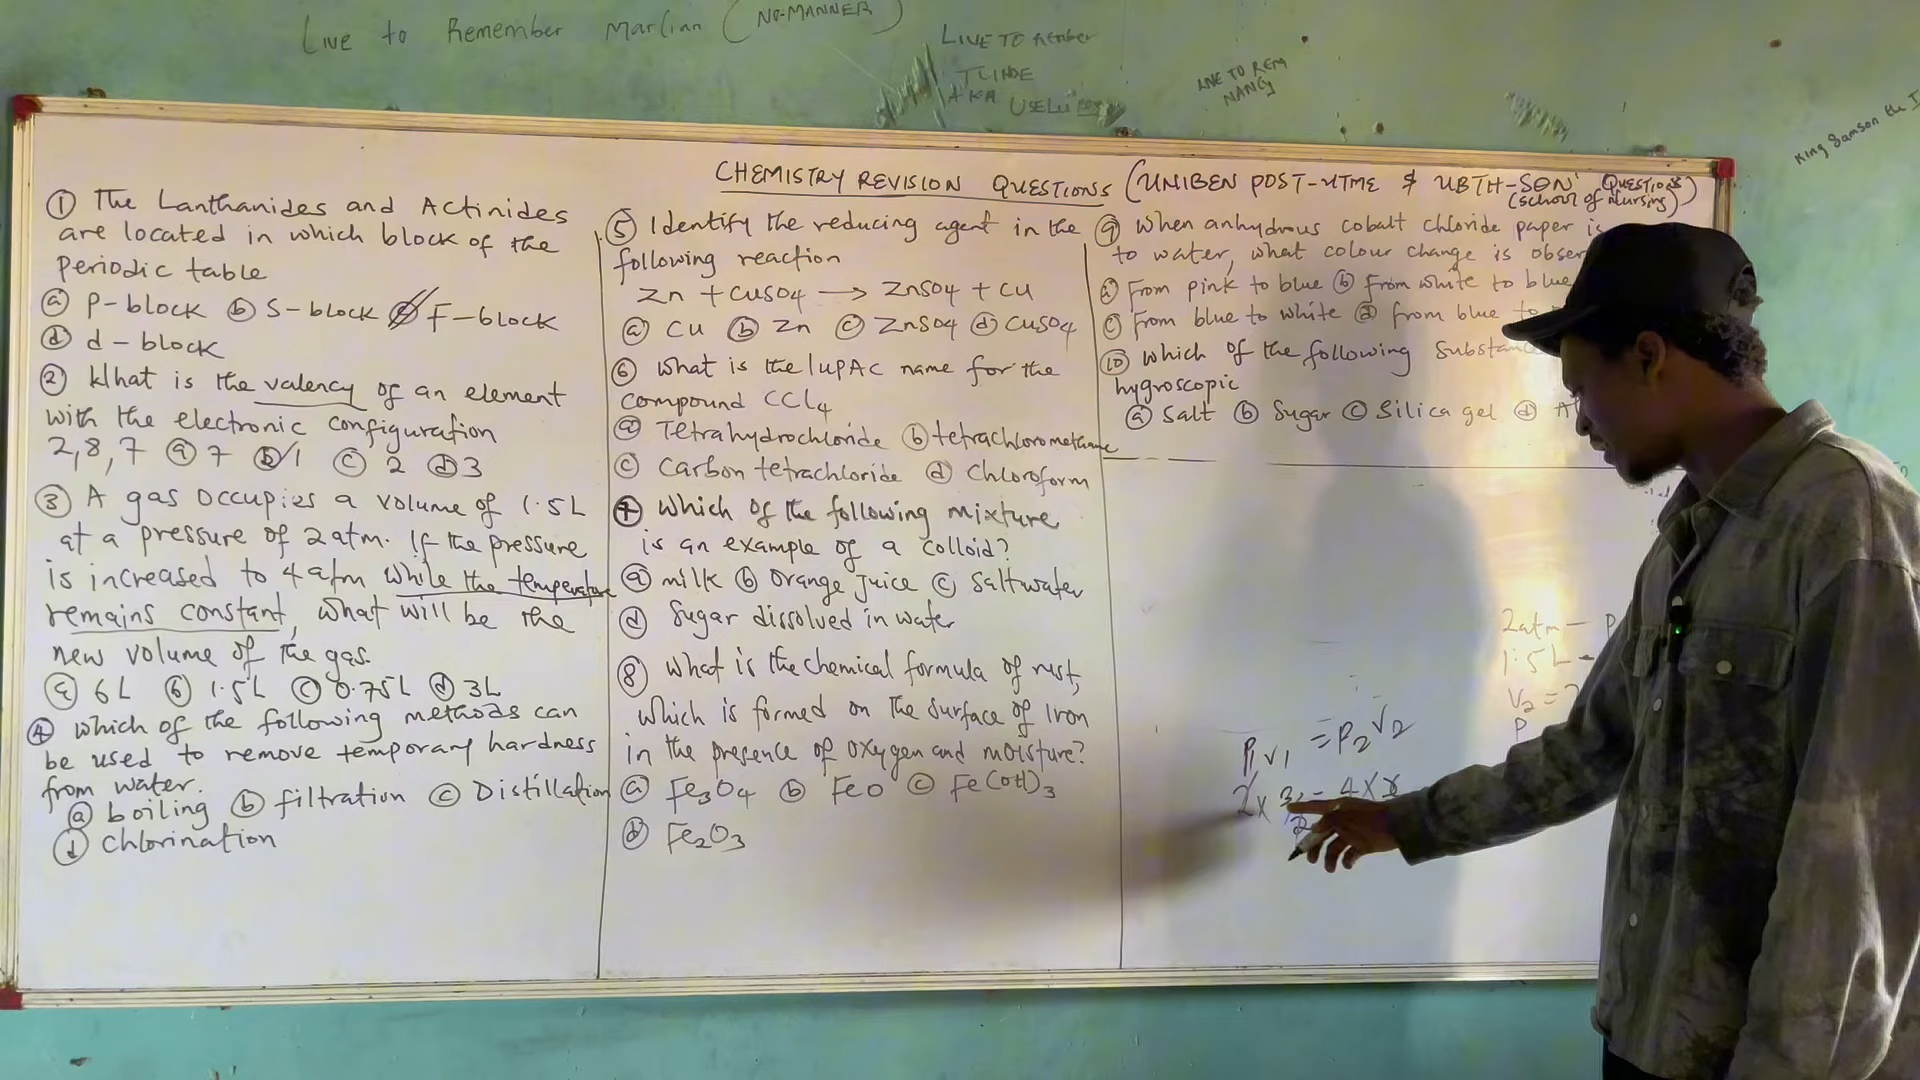 Live to Remember Marlian (NO-MANNER)
LIVE TO
TUNDE
AKA USELU
LIVE TO REM
NANCY
King Samson the I
CHEMISTRY REVISION QUESTIONS (UNIBEN POST-UTME & UBTH-SON QUESTIONS)
(school of Nursing)
① The Lanthanides and Actinides
are located in which block of the
Periodic table
ⓐ P-block ⓑ S-block ⓒ F-block
ⓓ d-block
② What is the valency of an element
with the electronic configuration
2,8,7 ⓐ 7 ⓑ 1 ⓒ 2 ⓓ 3
③ A gas occupies a volume of 1.5L
at a pressure of 2atm. If the pressure
is increased to 4atm while the temperature
remains constant, what will be the
new volume of the gas.
ⓐ 6L ⓑ 1.5L ⓒ 0.75L ⓓ 3L
④ which of the following methods can
be used to remove temporary hardness
from water.
ⓐ boiling ⓑ filtration ⓒ Distillation
ⓓ Chlorination
⑤ Identify the reducing agent in the
following reaction
Zn + CuSO4 → ZnSO4 + Cu
ⓐ Cu ⓑ Zn ⓒ ZnSO4 ⓓ CuSO4
⑥ What is the IUPAC name for the
compound CCl4
ⓐ Tetrahydrochloride ⓑ tetrachloromethane
ⓒ Carbon tetrachloride ⓓ Chloroform
⑦ Which of the following mixture
is an example of a colloid?
ⓐ milk ⓑ orange juice ⓒ Saltwater
ⓓ Sugar dissolved in water
⑧ What is the chemical formula of rust,
which is formed on the surface of Iron
in the presence of oxygen and moisture?
ⓐ Fe3O4 ⓑ FeO ⓒ Fe(OH)3
ⓓ Fe2O3
⑨ When anhydrous cobalt chloride paper is
to water, what colour change is obser
ⓐ From pink to blue ⓑ From white to blue
ⓒ From blue to white ⓓ from blue to
⑩ which of the following Substan
hygroscopic
ⓐ Salt ⓑ Sugar ⓒ Silica gel ⓓ Al
2atm — P
1.5L —
V2 = ?
P
P1V1 = P2V2
2 x 3/2 = 4 x